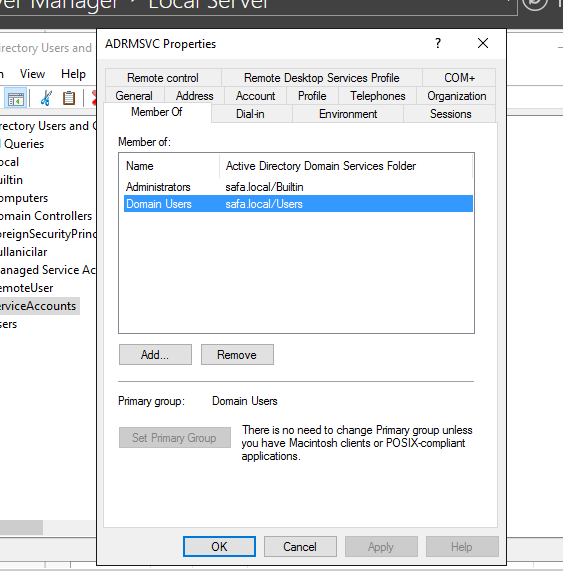 ver Manager · Local Server
irectory Users and
ADRMSVC Properties
?
View Help
Remote control Remote Desktop Services Profile COM+
General Address Account Profile Telephones Organization
Member Of Dial-in Environment Sessions
irectory Users and C
Member of:
d Queries
Name Active Directory Domain Services Folder
ocal
Administrators safa.local/Builtin
uiltin
Domain Users safa.local/Users
omputers
omain Controllers
oreignSecurityPrinc
ullanicilar
anaged Service Ac
emoteUser
erviceAccounts
sers
Add... Remove
Primary group: Domain Users
Set Primary Group There is no need to change Primary group unless
you have Macintosh clients or POSIX-compliant
applications.
OK Cancel Apply Help